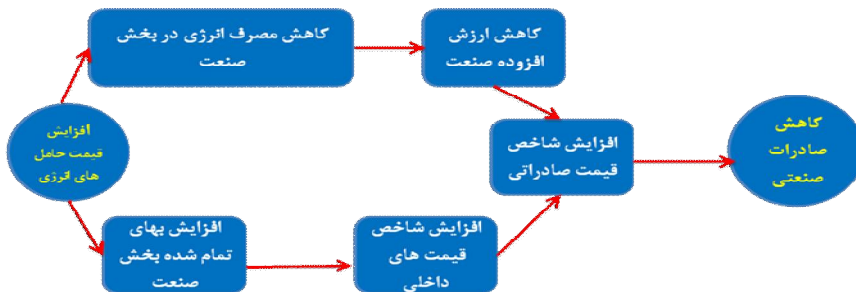 کاهش مصرف انرژی در بخش
صنعت
کاهش ارزش
افزوده صنعت
افزایش
قیمت حامل
های انرژی
افزایش شاخص
قیمت صادراتی
کاهش
صادرات
صنعتی
افزایش بهای
تمام شده بخش
صنعت
افزایش شاخص
قیمت های
داخلی